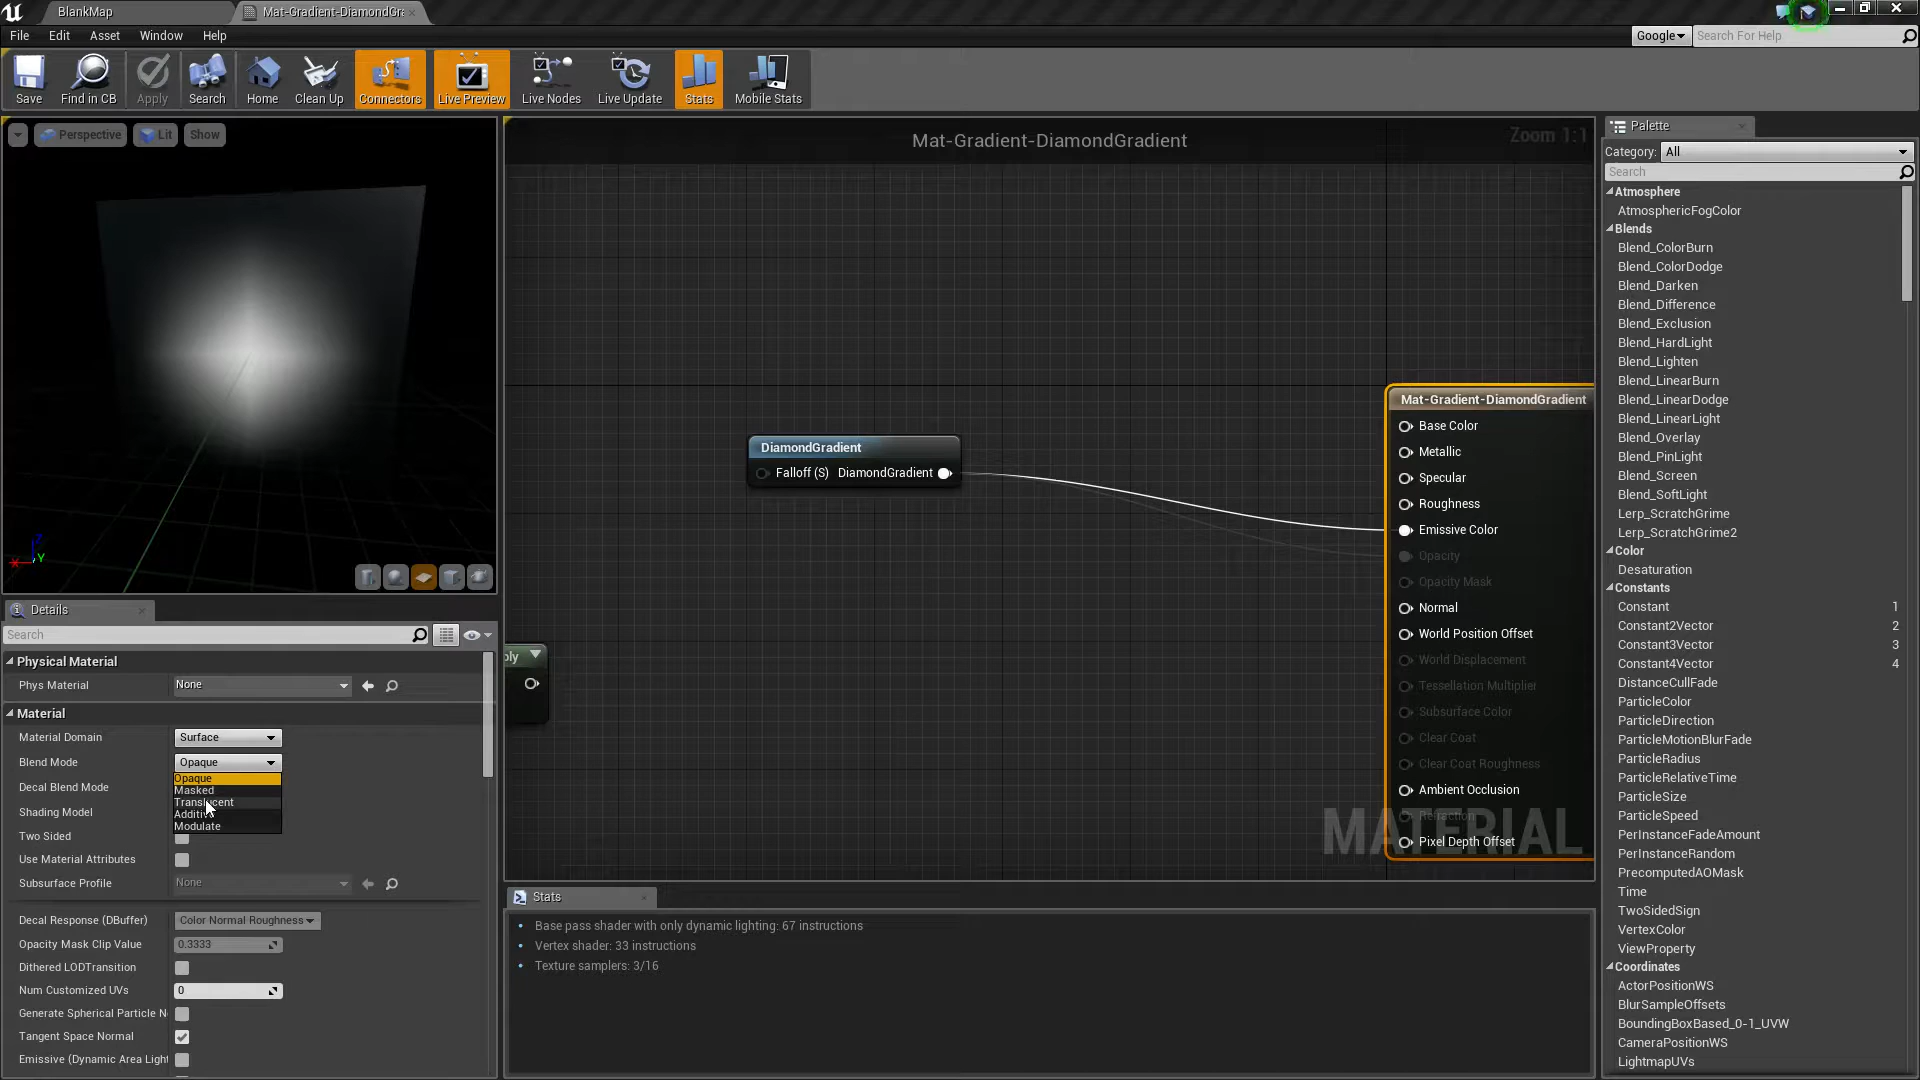 BlankMap
Mat-Gradient-DiamondGra
File Edit Asset Window Help
Google Search For Help
Save Find in CB Apply Search Home Clean Up Connectors Live Preview Live Nodes Live Update Stats Mobile Stats
Perspective Lit Show
Mat-Gradient-DiamondGradient
Zoom 1:1
DiamondGradient
Falloff (S) DiamondGradient
ply
Mat-Gradient-DiamondGradient
Base Color
Metallic
Specular
Roughness
Emissive Color
Opacity
Opacity Mask
Normal
World Position Offset
World Displacement
Tessellation Multiplier
Subsurface Color
Clear Coat
Clear Coat Roughness
Ambient Occlusion
Refraction
Pixel Depth Offset
MATERIAL
X Y Z
Details
Search
Physical Material
Phys Material None
Material
Material Domain Surface
Blend Mode Opaque
Opaque
Masked
Translucent
Additive
Modulate
Decal Blend Mode
Shading Model
Two Sided
Use Material Attributes
Subsurface Profile None
Decal Response (DBuffer) Color Normal Roughness
Opacity Mask Clip Value 0.3333
Dithered LODTransition
Num Customized UVs 0
Generate Spherical Particle N
Tangent Space Normal
Emissive (Dynamic Area Light
Stats
Base pass shader with only dynamic lighting: 67 instructions
Vertex shader: 33 instructions
Texture samplers: 3/16
Palette
Category: All
Search
Atmosphere
AtmosphericFogColor
Blends
Blend_ColorBurn
Blend_ColorDodge
Blend_Darken
Blend_Difference
Blend_Exclusion
Blend_HardLight
Blend_Lighten
Blend_LinearBurn
Blend_LinearDodge
Blend_LinearLight
Blend_Overlay
Blend_PinLight
Blend_Screen
Blend_SoftLight
Lerp_ScratchGrime
Lerp_ScratchGrime2
Color
Desaturation
Constants
Constant 1
Constant2Vector 2
Constant3Vector 3
Constant4Vector 4
DistanceCullFade
ParticleColor
ParticleDirection
ParticleMotionBlurFade
ParticleRadius
ParticleRelativeTime
ParticleSize
ParticleSpeed
PerInstanceFadeAmount
PerInstanceRandom
PrecomputedAOMask
Time
TwoSidedSign
VertexColor
ViewProperty
Coordinates
ActorPositionWS
BlurSampleOffsets
BoundingBoxBased_0-1_UVW
CameraPositionWS
LightmapUVs